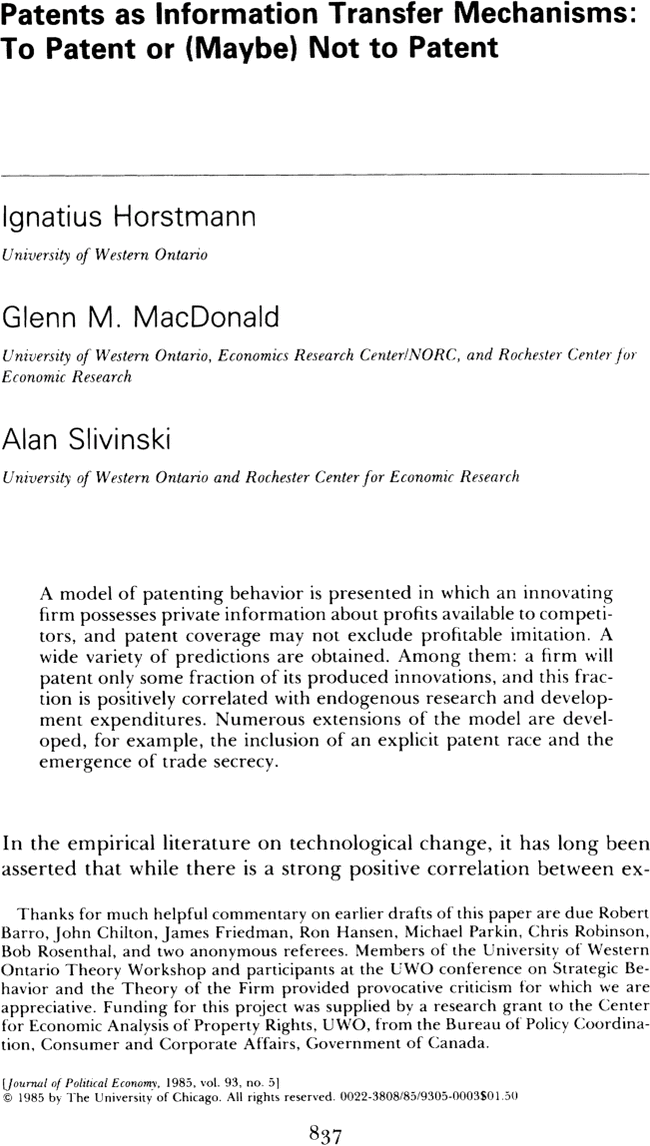 Patents as Information Transfer Mechanisms:
To Patent or (Maybe) Not to Patent
Ignatius Horstmann
University of Western Ontario
Glenn M. MacDonald
University of Western Ontario, Economics Research Center/NORC, and Rochester Center for
Economic Research
Alan Slivinski
University of Western Ontario and Rochester Center for Economic Research
A model of patenting behavior is presented in which an innovating
firm possesses private information about profits available to competi-
tors, and patent coverage may not exclude profitable imitation. A
wide variety of predictions are obtained. Among them: a firm will
patent only some fraction of its produced innovations, and this frac-
tion is positively correlated with endogenous research and develop-
ment expenditures. Numerous extensions of the model are devel-
oped, for example, the inclusion of an explicit patent race and the
emergence of trade secrecy.
In the empirical literature on technological change, it has long been
asserted that while there is a strong positive correlation between ex-
Thanks for much helpful commentary on earlier drafts of this paper are due Robert
Barro, John Chilton, James Friedman, Ron Hansen, Michael Parkin, Chris Robinson,
Bob Rosenthal, and two anonymous referees. Members of the University of Western
Ontario Theory Workshop and participants at the UWO conference on Strategic Be-
havior and the Theory of the Firm provided provocative criticism for which we are
appreciative. Funding for this project was supplied by a research grant to the Center
for Economic Analysis of Property Rights, UWO, from the Bureau of Policy Coordina-
tion, Consumer and Corporate Affairs, Government of Canada.
[Journal of Political Economy, 1985, vol. 93, no. 5]
© 1985 by The University of Chicago. All rights reserved. 0022-3808/85/9305-0003$01.50
837